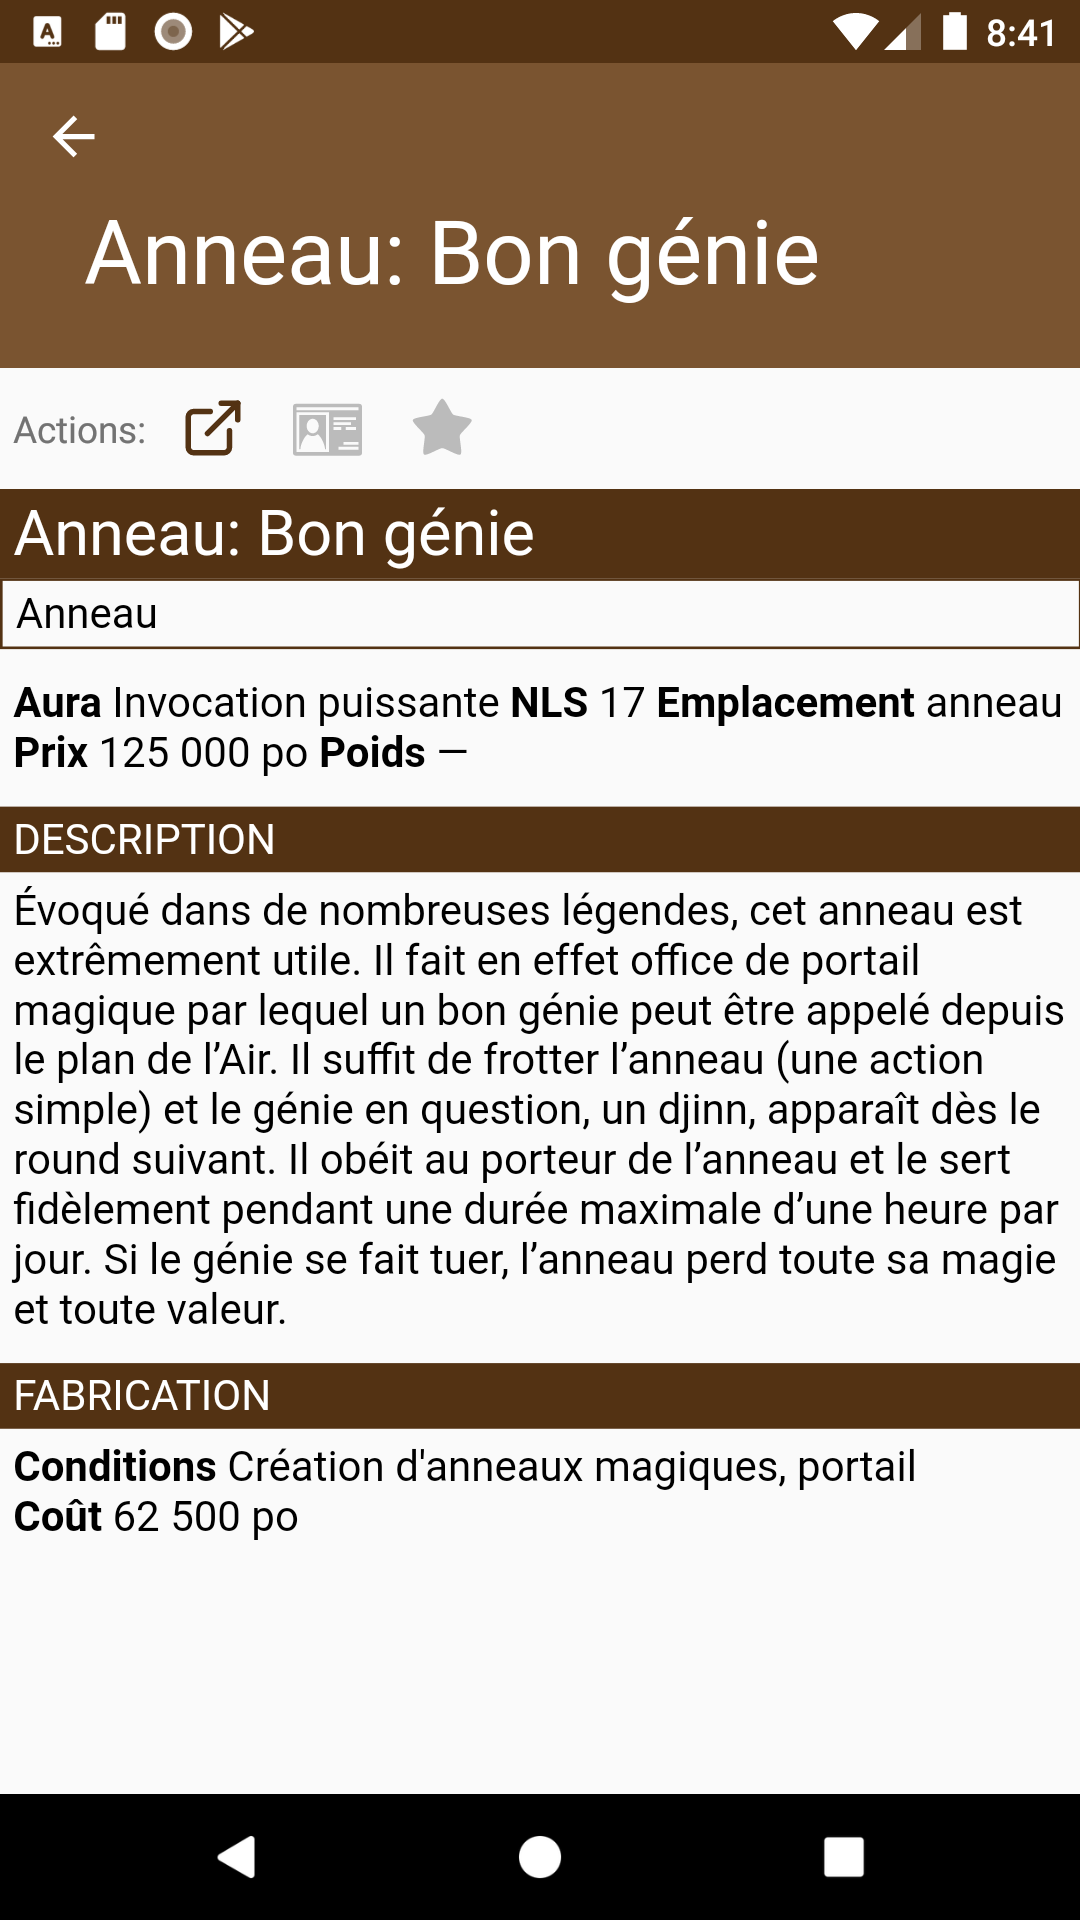 8:41
Anneau: Bon génie
Actions:
Anneau: Bon génie
Anneau
Aura Invocation puissante NLS 17 Emplacement anneau
Prix 125 000 po Poids —
DESCRIPTION
Évoqué dans de nombreuses légendes, cet anneau est
extrêmement utile. Il fait en effet office de portail
magique par lequel un bon génie peut être appelé depuis
le plan de l’Air. Il suffit de frotter l’anneau (une action
simple) et le génie en question, un djinn, apparaît dès le
round suivant. Il obéit au porteur de l’anneau et le sert
fidèlement pendant une durée maximale d’une heure par
jour. Si le génie se fait tuer, l’anneau perd toute sa magie
et toute valeur.
FABRICATION
Conditions Création d'anneaux magiques, portail
Coût 62 500 po